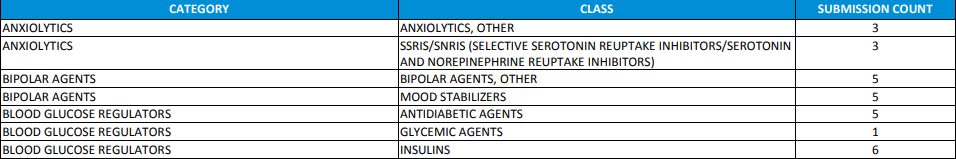 CATEGORY CLASS SUBMISSION COUNT
ANXIOLYTICS ANXIOLYTICS, OTHER 3
ANXIOLYTICS SSRIS/SNRIS (SELECTIVE SEROTONIN REUPTAKE INHIBITORS/SEROTONIN 3
AND NOREPINEPHRINE REUPTAKE INHIBITORS)
BIPOLAR AGENTS BIPOLAR AGENTS, OTHER 5
BIPOLAR AGENTS MOOD STABILIZERS 5
BLOOD GLUCOSE REGULATORS ANTIDIABETIC AGENTS 5
BLOOD GLUCOSE REGULATORS GLYCEMIC AGENTS 1
BLOOD GLUCOSE REGULATORS INSULINS 6